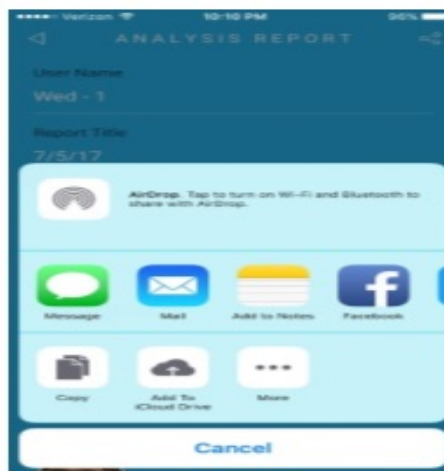 Verizon 10:10 PM 96%
ANALYSIS REPORT
User Name
Wed - 1
Report Title
7/5/17
AirDrop. Tap to turn on Wi-Fi and Bluetooth to
share with AirDrop.
Message Mail Add to Notes Facebook
Copy Add To
iCloud Drive More
Cancel